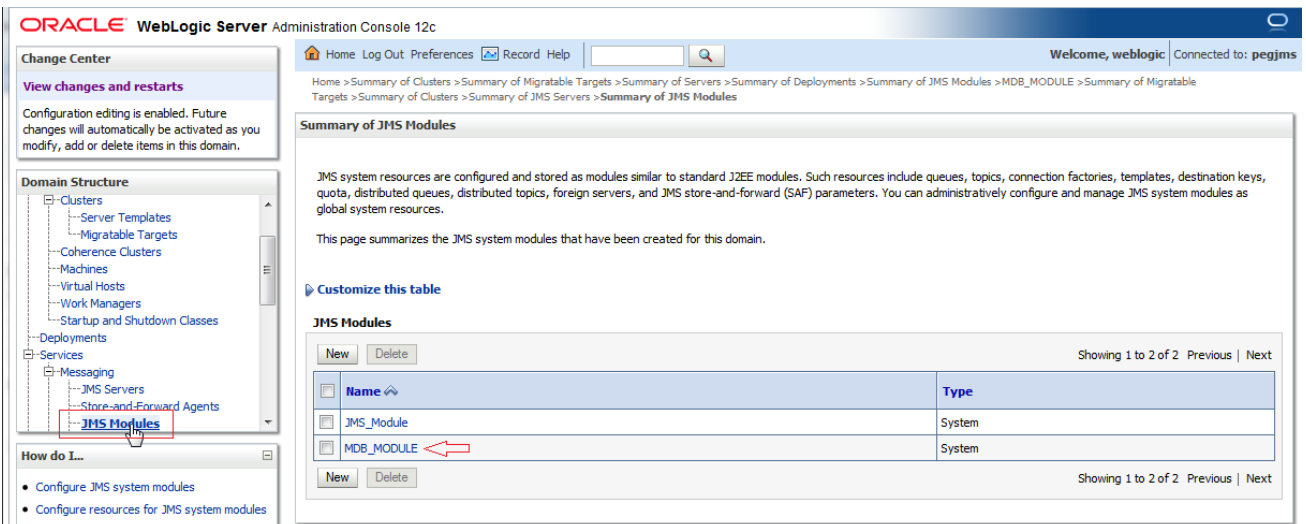 ORACLE WebLogic Server Administration Console 12c
Change Center
View changes and restarts
Configuration editing is enabled. Future
changes will automatically be activated as you
modify, add or delete items in this domain.
Domain Structure
Clusters
Server Templates
Migratable Targets
Coherence Clusters
Machines
Virtual Hosts
Work Managers
Startup and Shutdown Classes
Deployments
Services
Messaging
JMS Servers
Store-and-Forward Agents
JMS Modules
How do I...
Configure JMS system modules
Configure resources for JMS system modules
Home Log Out Preferences Record Help
Welcome, weblogic Connected to: pegjms
Home >Summary of Clusters >Summary of Migratable Targets >Summary of Servers >Summary of Deployments >Summary of JMS Modules >MDB_MODULE >Summary of Migratable
Targets >Summary of Clusters >Summary of JMS Servers >Summary of JMS Modules
Summary of JMS Modules
JMS system resources are configured and stored as modules similar to standard J2EE modules. Such resources include queues, topics, connection factories, templates, destination keys,
quota, distributed queues, distributed topics, foreign servers, and JMS store-and-forward (SAF) parameters. You can administratively configure and manage JMS system modules as
global system resources.
This page summarizes the JMS system modules that have been created for this domain.
Customize this table
JMS Modules
New Delete Showing 1 to 2 of 2 Previous | Next
Name Type
JMS_Module System
MDB_MODULE System
New Delete Showing 1 to 2 of 2 Previous | Next